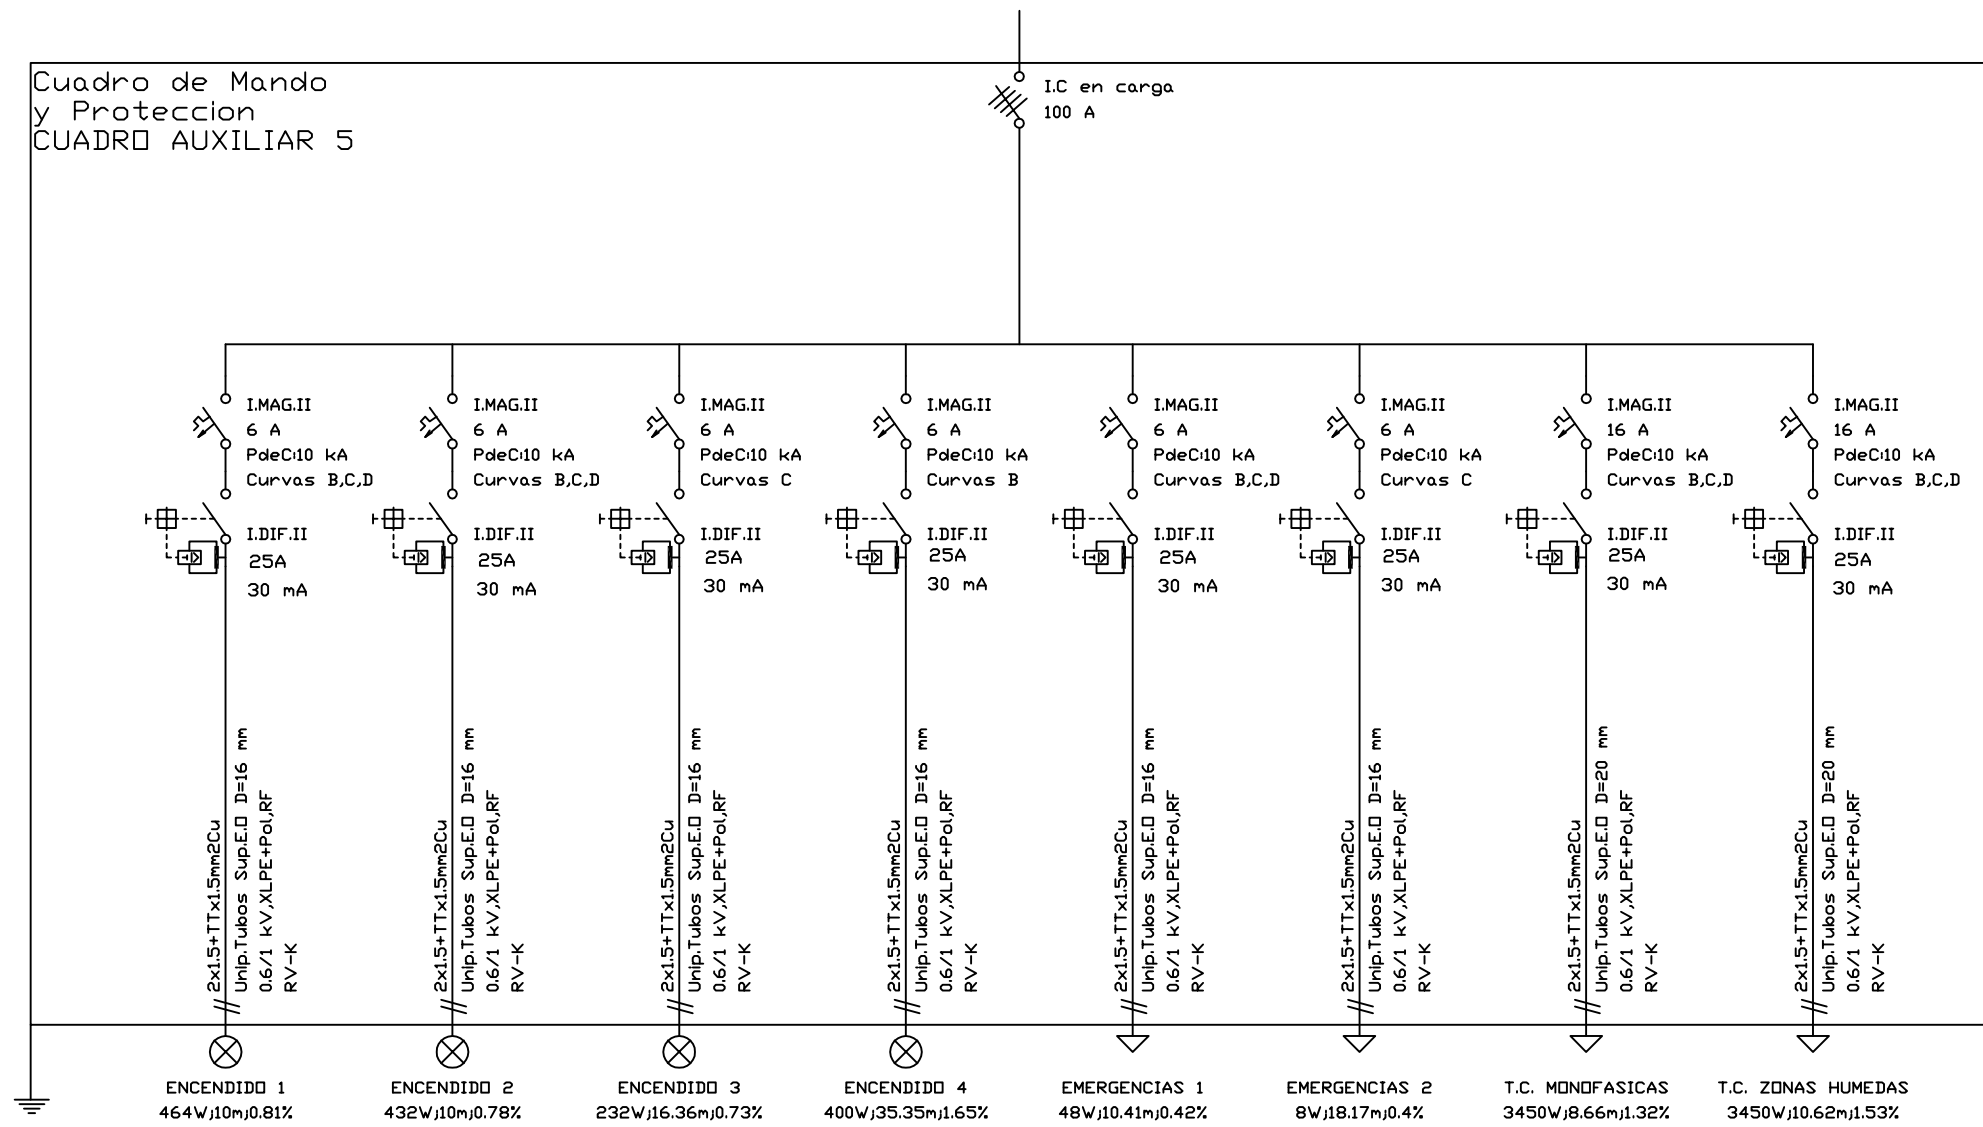 Cuadro de Mando
y Proteccion
CUADRO AUXILIAR 5
I.C en carga
100 A
I.MAG.II
6 A
PdeC:10 kA
Curvas B,C,D
I.DIF.II
25A
30 mA
2x1.5+TTx1.5mm2Cu
Unip.Tubos Sup.E.O D=16 mm
0.6/1 kV,XLPE+Pol,RF
RV-K
ENCENDIDO 1
464W;10m;0.81%
I.MAG.II
6 A
PdeC:10 kA
Curvas B,C,D
I.DIF.II
25A
30 mA
2x1.5+TTx1.5mm2Cu
Unip.Tubos Sup.E.O D=16 mm
0.6/1 kV,XLPE+Pol,RF
RV-K
ENCENDIDO 2
432W;10m;0.78%
I.MAG.II
6 A
PdeC:10 kA
Curvas C
I.DIF.II
25A
30 mA
2x1.5+TTx1.5mm2Cu
Unip.Tubos Sup.E.O D=16 mm
0.6/1 kV,XLPE+Pol,RF
RV-K
ENCENDIDO 3
232W;16.36m;0.73%
I.MAG.II
6 A
PdeC:10 kA
Curvas B
I.DIF.II
25A
30 mA
2x1.5+TTx1.5mm2Cu
Unip.Tubos Sup.E.O D=16 mm
0.6/1 kV,XLPE+Pol,RF
RV-K
ENCENDIDO 4
400W;35.35m;1.65%
I.MAG.II
6 A
PdeC:10 kA
Curvas B,C,D
I.DIF.II
25A
30 mA
2x1.5+TTx1.5mm2Cu
Unip.Tubos Sup.E.O D=16 mm
0.6/1 kV,XLPE+Pol,RF
RV-K
EMERGENCIAS 1
48W;10.41m;0.42%
I.MAG.II
6 A
PdeC:10 kA
Curvas C
I.DIF.II
25A
30 mA
2x1.5+TTx1.5mm2Cu
Unip.Tubos Sup.E.O D=16 mm
0.6/1 kV,XLPE+Pol,RF
RV-K
EMERGENCIAS 2
8W;18.17m;0.4%
I.MAG.II
16 A
PdeC:10 kA
Curvas B,C,D
I.DIF.II
25A
30 mA
2x1.5+TTx1.5mm2Cu
Unip.Tubos Sup.E.O D=20 mm
0.6/1 kV,XLPE+Pol,RF
RV-K
T.C. MONOFASICAS
3450W;8.66m;1.32%
I.MAG.II
16 A
PdeC:10 kA
Curvas B,C,D
I.DIF.II
25A
30 mA
2x1.5+TTx1.5mm2Cu
Unip.Tubos Sup.E.O D=20 mm
0.6/1 kV,XLPE+Pol,RF
RV-K
T.C. ZONAS HUMEDAS
3450W;10.62m;1.53%